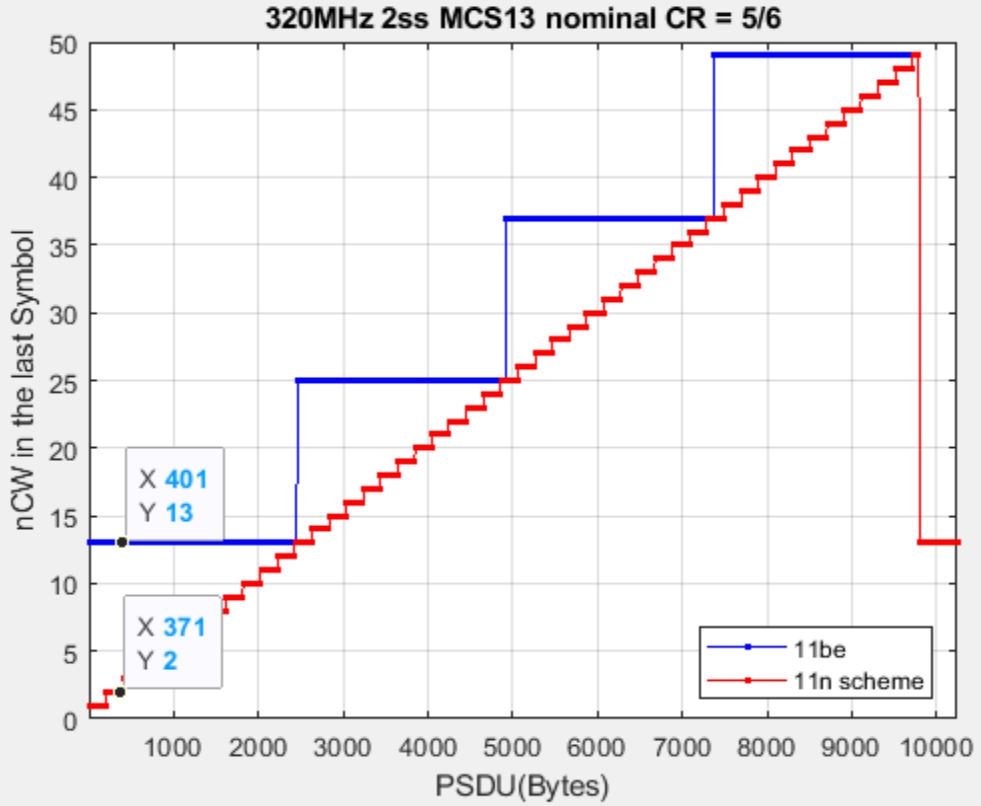 320MHz 2ss MCS13 nominal CR = 5/6
50
45
40
35
30
25
20
15
10
5
0
nCW in the last Symbol
X 401
Y 13
X 371
Y 2
11be
11n scheme
1000 2000 3000 4000 5000 6000 7000 8000 9000 10000
PSDU(Bytes)